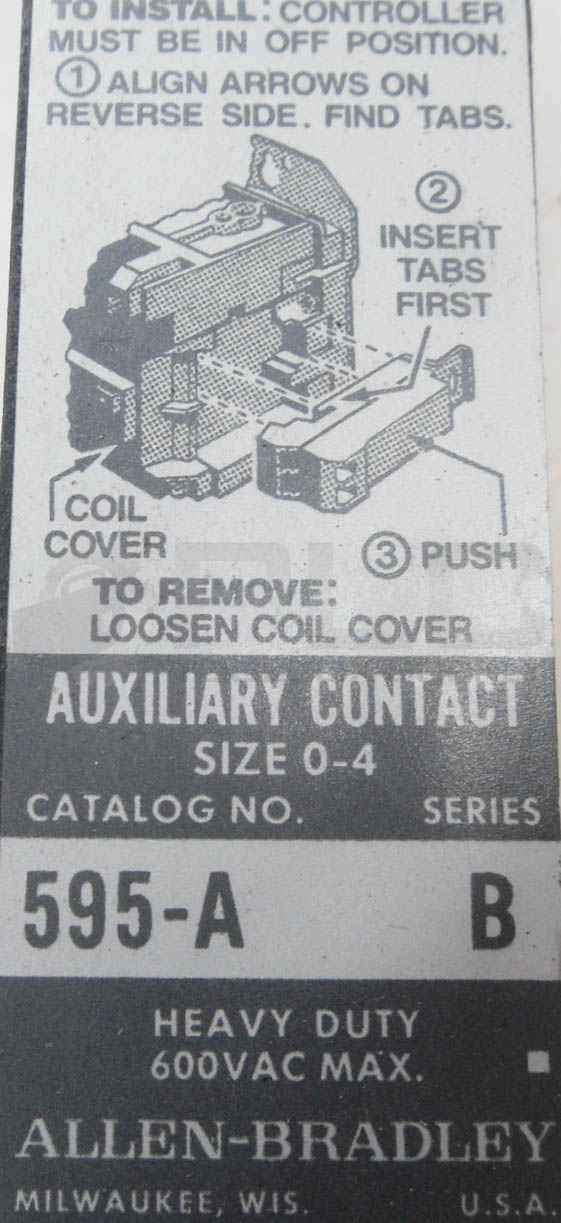 TO INSTALL: CONTROLLER
MUST BE IN OFF POSITION.
① ALIGN ARROWS ON
REVERSE SIDE. FIND TABS.
②
INSERT
TABS
FIRST
COIL
COVER
③ PUSH
TO REMOVE:
LOOSEN COIL COVER
AUXILIARY CONTACT
SIZE 0-4
CATALOG NO. SERIES
595-A B
HEAVY DUTY
600VAC MAX.
ALLEN-BRADLEY
MILWAUKEE, WIS. U.S.A.